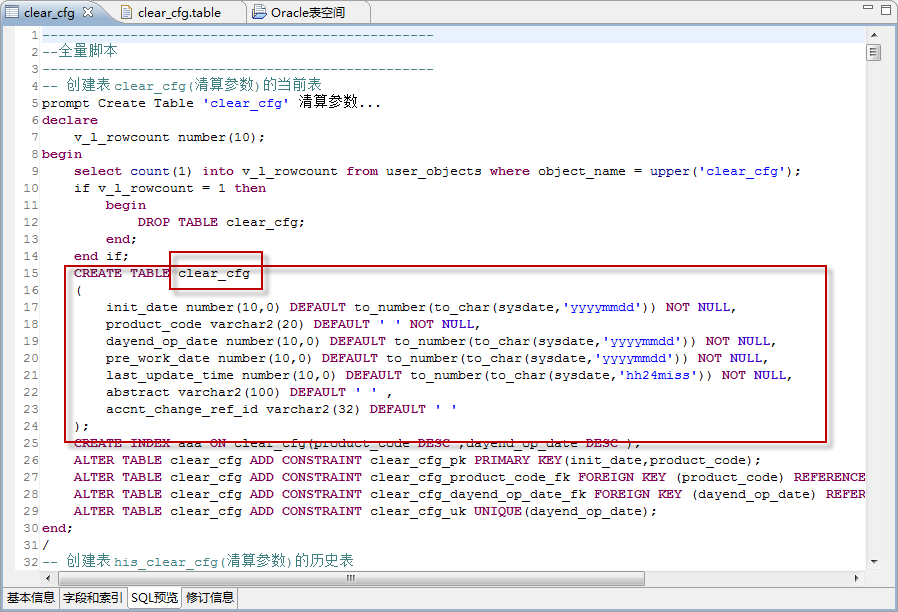 clear_cfg clear_cfg.table Oracle表空间
1 -------------------------------------------------
2 --全量脚本
3 -------------------------------------------------
4 -- 创建表clear_cfg(清算参数)的当前表
5 prompt Create Table 'clear_cfg' 清算参数...
6 declare
7     v_l_rowcount number(10);
8 begin
9     select count(1) into v_l_rowcount from user_objects where object_name = upper('clear_cfg');
10     if v_l_rowcount = 1 then
11         begin
12             DROP TABLE clear_cfg;
13         end;
14     end if;
15     CREATE TABLE clear_cfg
16     (
17         init_date number(10,0) DEFAULT to_number(to_char(sysdate,'yyyymmdd')) NOT NULL,
18         product_code varchar2(20) DEFAULT ' ' NOT NULL,
19         dayend_op_date number(10,0) DEFAULT to_number(to_char(sysdate,'yyyymmdd')) NOT NULL,
20         pre_work_date number(10,0) DEFAULT to_number(to_char(sysdate,'yyyymmdd')) NOT NULL,
21         last_update_time number(10,0) DEFAULT to_number(to_char(sysdate,'hh24miss')) NOT NULL,
22         abstract varchar2(100) DEFAULT ' ' ,
23         accnt_change_ref_id varchar2(32) DEFAULT ' '
24     );
25     CREATE INDEX aaa ON clear_cfg(product_code DESC ,dayend_op_date DESC );
26     ALTER TABLE clear_cfg ADD CONSTRAINT clear_cfg_pk PRIMARY KEY(init_date,product_code);
27     ALTER TABLE clear_cfg ADD CONSTRAINT clear_cfg_product_code_fk FOREIGN KEY (product_code) REFERENCE
28     ALTER TABLE clear_cfg ADD CONSTRAINT clear_cfg_dayend_op_date_fk FOREIGN KEY (dayend_op_date) REFER
29     ALTER TABLE clear_cfg ADD CONSTRAINT clear_cfg_uk UNIQUE(dayend_op_date);
30 end;
31 /
32 -- 创建表his_clear_cfg(清算参数)的历史表
基本信息 字段和索引 SQL预览 修订信息